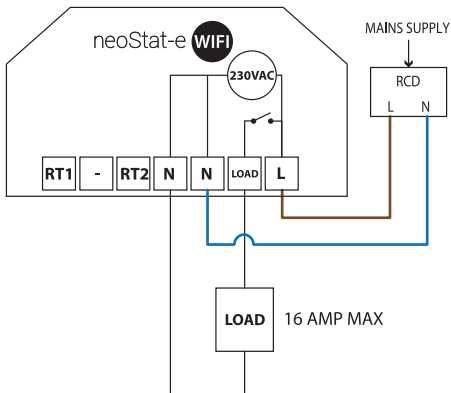 neoStat-e WIFI
MAINS SUPPLY
230VAC
RCD
L N
RT1 - RT2 N N LOAD L
LOAD 16 AMP MAX